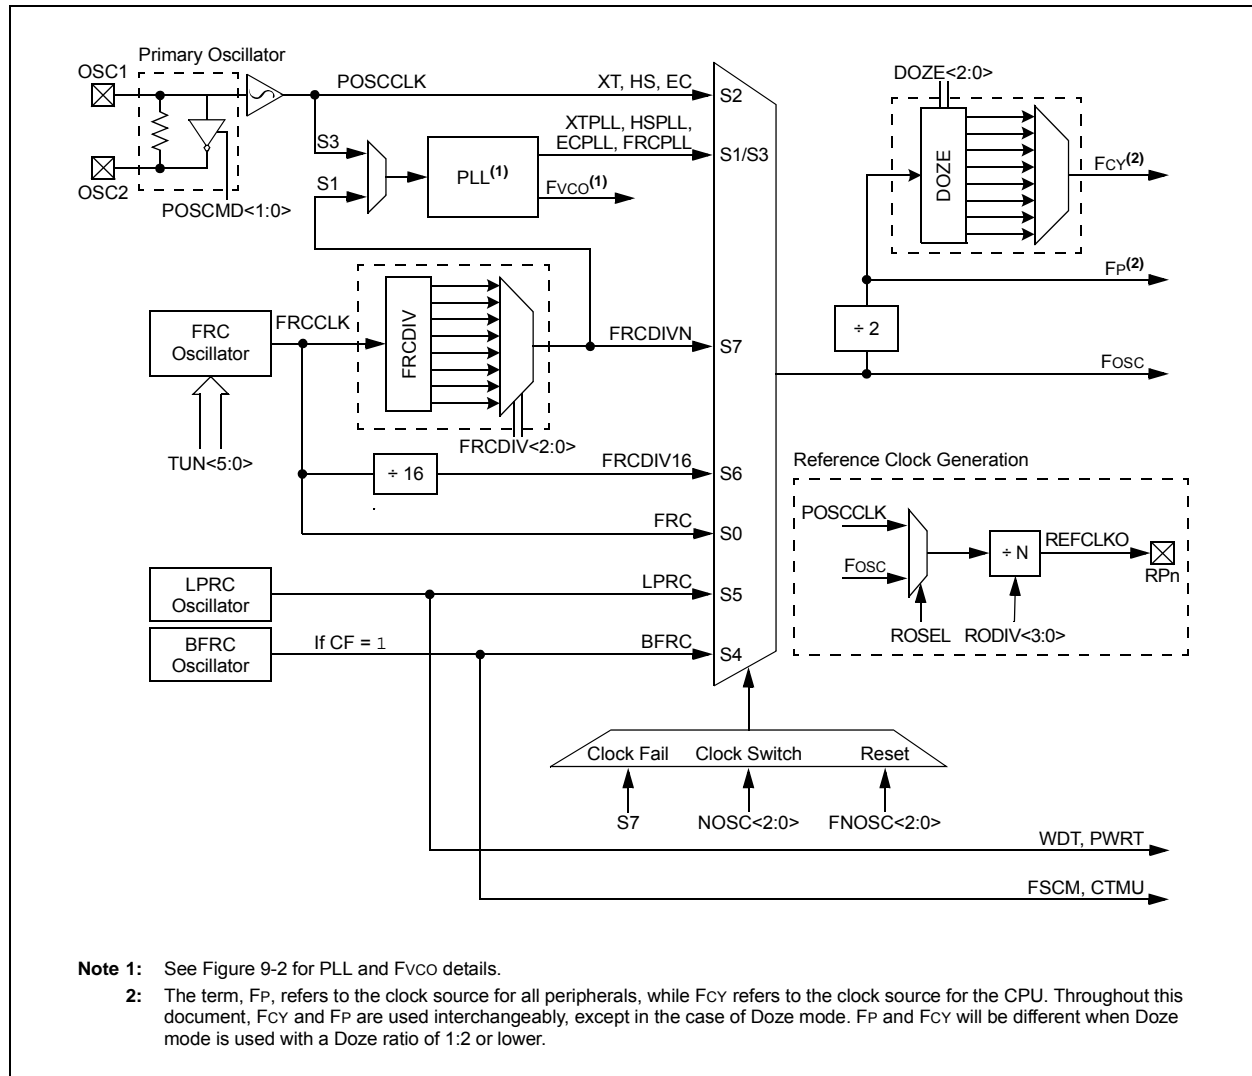 Primary Oscillator
OSC1
OSC2
POSCMD<1:0>
POSCCLK
XT, HS, EC
S2
S3
S1
PLL(1)
XTPLL, HSPLL,
ECPLL, FRCPLL
S1/S3
FVCO(1)
FRC
Oscillator
TUN<5:0>
FRCCLK
FRCDIV
FRCDIV<2:0>
FRCDIVN
S7
÷ 16
FRCDIV16
S6
FRC
S0
LPRC
Oscillator
LPRC
S5
BFRC
Oscillator
If CF = 1
BFRC
S4
DOZE<2:0>
DOZE
FCY(2)
FP(2)
÷ 2
FOSC
Reference Clock Generation
POSCCLK
FOSC
÷ N
REFCLKO
RPn
ROSEL
RODIV<3:0>
Clock Fail
Clock Switch
Reset
S7
NOSC<2:0>
FNOSC<2:0>
WDT, PWRT
FSCM, CTMU
Note 1: See Figure 9-2 for PLL and FVCO details.
2: The term, FP, refers to the clock source for all peripherals, while FCY refers to the clock source for the CPU. Throughout this
document, FCY and FP are used interchangeably, except in the case of Doze mode. FP and FCY will be different when Doze
mode is used with a Doze ratio of 1:2 or lower.